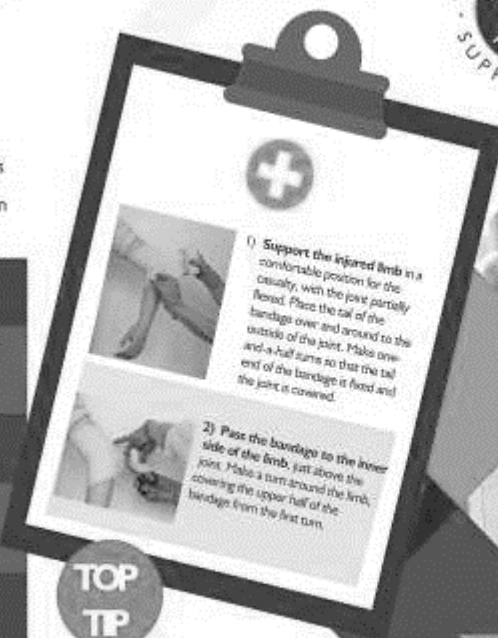 SUPP
s
n
1) Support the injured limb in a
comfortable position for the
casualty, with the joint partially
flexed. Place the tail of the
bandage over and around to the
outside of the joint. Make one-
and-a-half turns so that the tail
end of the bandage is fixed and
the joint is covered.
2) Pass the bandage to the inner
side of the limb, just above the
joint. Make a turn around the limb,
covering the upper half of the
bandage from the first turn.
TOP
TIP